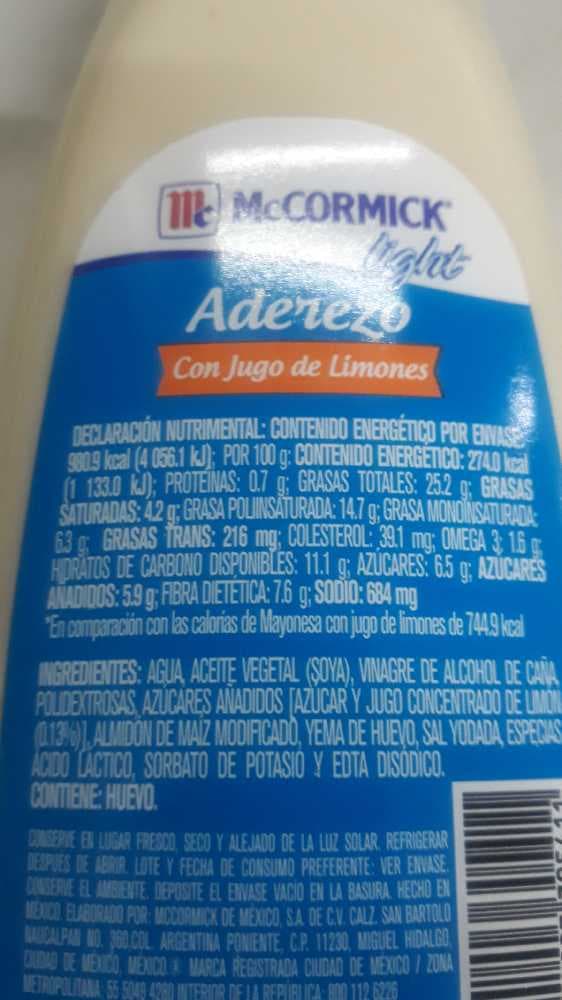 Mc McCORMICK®
light
Aderezo
Con Jugo de Limones
DECLARACIÓN NUTRIMENTAL: CONTENIDO ENERGÉTICO POR ENVASE:
980.9 kcal (4 056.1 kJ); POR 100 g: CONTENIDO ENERGÉTICO: 274.0 kcal
(1 133.0 kJ); PROTEÍNAS: 0.7 g; GRASAS TOTALES: 25.2 g; GRASAS
SATURADAS: 4.2 g; GRASA POLIINSATURADA: 14.7 g; GRASA MONOINSATURADA:
6.3 g; GRASAS TRANS: 216 mg; COLESTEROL: 39.1 mg; OMEGA 3: 1.6 g;
HIDRATOS DE CARBONO DISPONIBLES: 11.1 g; AZÚCARES: 6.5 g; AZÚCARES
AÑADIDOS: 5.9 g; FIBRA DIETÉTICA: 7.6 g; SODIO: 684 mg
*En comparación con las calorías de Mayonesa con jugo de limones de 744.9 kcal
INGREDIENTES: AGUA, ACEITE VEGETAL (SOYA), VINAGRE DE ALCOHOL DE CAÑA,
POLIDEXTROSAS, AZÚCARES AÑADIDOS [AZÚCAR Y JUGO CONCENTRADO DE LIMÓN
(0.13%)], ALMIDÓN DE MAÍZ MODIFICADO, YEMA DE HUEVO, SAL YODADA, ESPECIAS,
ÁCIDO LÁCTICO, SORBATO DE POTASIO Y EDTA DISÓDICO.
CONTIENE: HUEVO.
CONSERVE EN LUGAR FRESCO, SECO Y ALEJADO DE LA LUZ SOLAR. REFRIGERAR
DESPUÉS DE ABRIR. LOTE Y FECHA DE CONSUMO PREFERENTE: VER ENVASE.
CONSERVE EL AMBIENTE. DEPOSITE EL ENVASE VACÍO EN LA BASURA. HECHO EN
MÉXICO. ELABORADO POR: MCCORMICK DE MÉXICO, S.A. DE C.V. CALZ. SAN BARTOLO
NAUCALPAN NO. 360.COL. ARGENTINA PONIENTE, C.P. 11230, MIGUEL HIDALGO,
CIUDAD DE MÉXICO, MÉXICO.® MARCA REGISTRADA CIUDAD DE MÉXICO / ZONA
METROPOLITANA: 55 5049 4280 INTERIOR DE LA REPÚBLICA: 800 112 6226